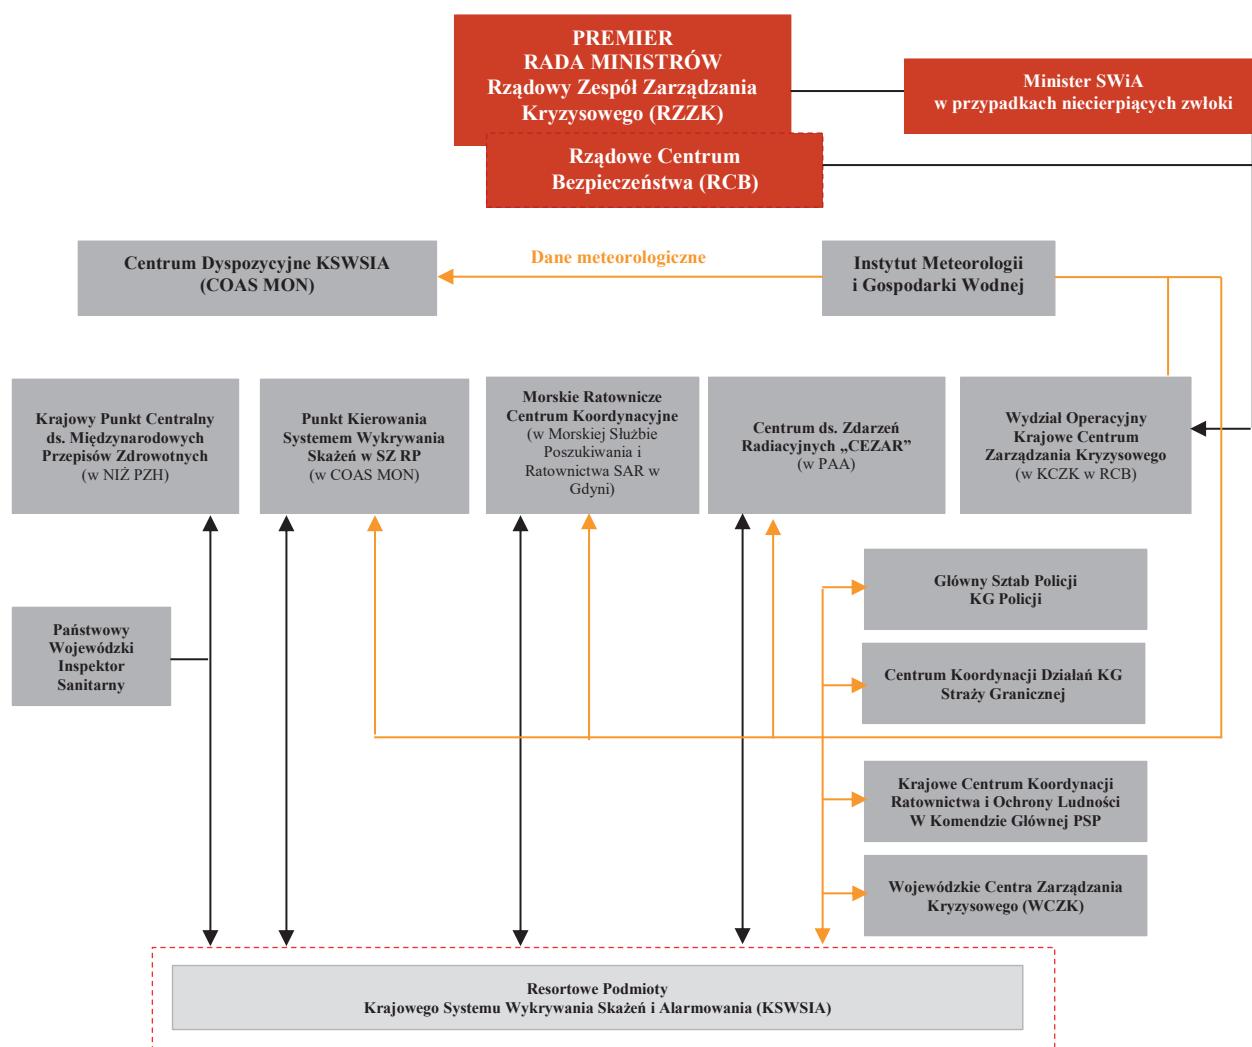 PREMIER
RADA MINISTRÓW
Rządowy Zespół Zarządzania
Kryzysowego (RZZK)
Minister SWiA
w przypadkach niecierpiących zwłoki
Rządowe Centrum
Bezpieczeństwa (RCB)
Centrum Dyspozycyjne KSWSIA
(COAS MON)
Dane meteorologiczne
Instytut Meteorologii
i Gospodarki Wodnej
Krajowy Punkt Centralny
ds. Międzynarodowych
Przepisów Zdrowotnych
(w NIŻ PZH)
Punkt Kierowania
Systemem Wykrywania
Skażeń w SZ RP
(w COAS MON)
Morskie Ratownicze
Centrum Koordynacyjne
(w Morskiej Służbie
Poszukiwania i
Ratownictwa SAR w
Gdyni)
Centrum ds. Zdarzeń
Radiacyjnych „CEZAR”
(w PAA)
Wydział Operacyjny
Krajowe Centrum
Zarządzania Kryzysowego
(w KCZK w RCB)
Główny Sztab Policji
KG Policji
Państwowy
Wojewódzki
Inspektor
Sanitarny
Centrum Koordynacji Działań KG
Straży Granicznej
Krajowe Centrum Koordynacji
Ratownictwa i Ochrony Ludności
W Komendzie Głównej PSP
Wojewódzkie Centra Zarządzania
Kryzysowego (WCZK)
Resortowe Podmioty
Krajowego Systemu Wykrywania Skażeń i Alarmowania (KSWSIA)